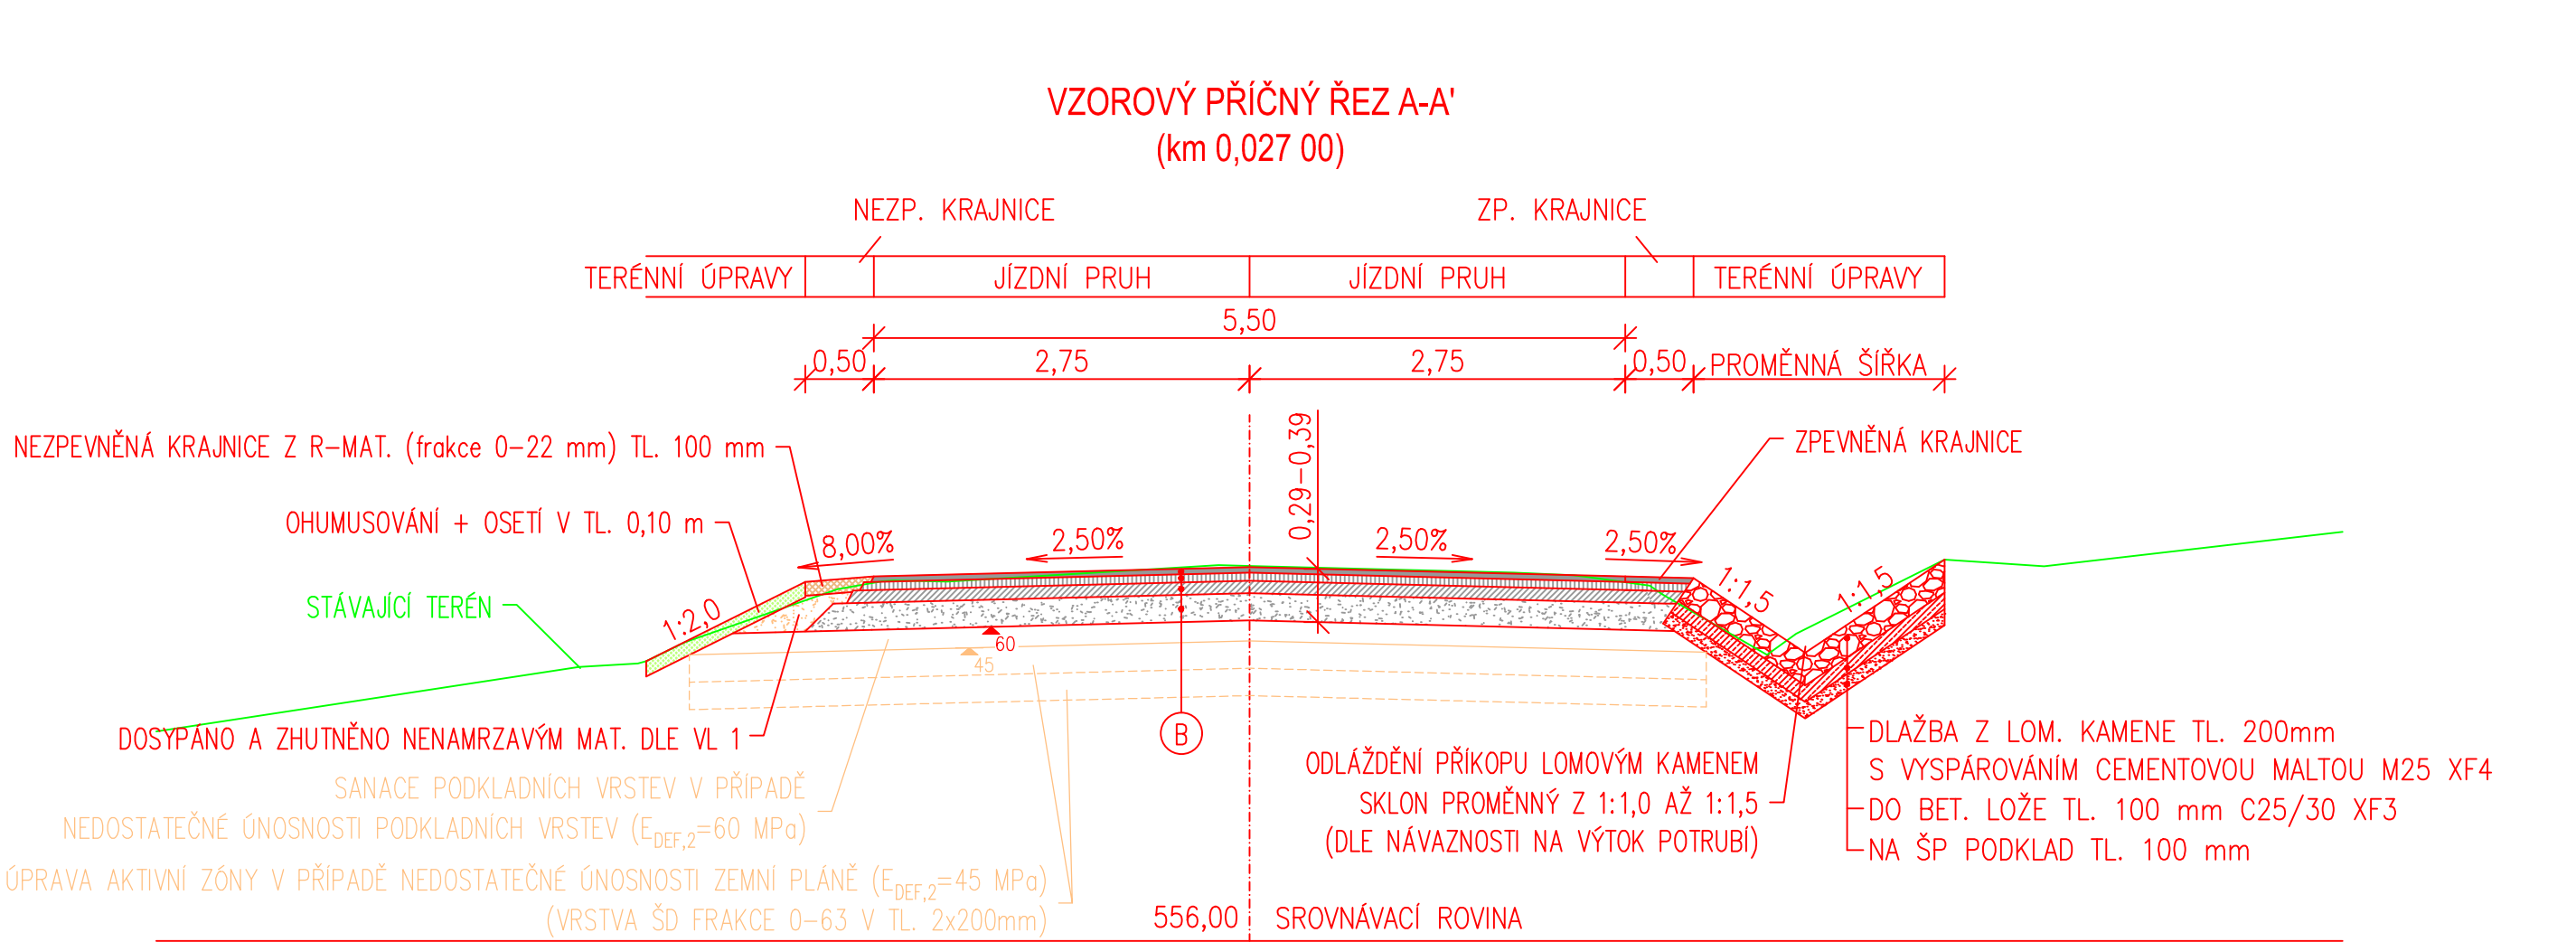 VZOROVÝ PŘÍČNÝ ŘEZ A-A'
(km 0,027 00)
NEZP. KRAJNICE
ZP. KRAJNICE
TERÉNNÍ ÚPRAVY
JÍZDNÍ PRUH
JÍZDNÍ PRUH
TERÉNNÍ ÚPRAVY
5,50
0,50
2,75
2,75
0,50
PROMĚNNÁ ŠÍŘKA
0,29-0,39
NEZPEVNĚNÁ KRAJNICE Z R-MAT. (frakce 0-22 mm) TL. 100 mm
ZPEVNĚNÁ KRAJNICE
OHUMUSOVÁNÍ + OSETÍ V TL. 0,10 m
8,00%
2,50%
2,50%
2,50%
STÁVAJÍCÍ TERÉN
1:2,0
1:1,5
1:1,5
60
45
DOSYPÁNO A ZHUTNĚNO NENAMRZAVÝM MAT. DLE VL 1
B
SANACE PODKLADNÍCH VRSTEV V PŘÍPADĚ
NEDOSTATEČNÉ ÚNOSNOSTI PODKLADNÍCH VRSTEV (EDEF,2=60 MPa)
ÚPRAVA AKTIVNÍ ZÓNY V PŘÍPADĚ NEDOSTATEČNÉ ÚNOSNOSTI ZEMNÍ PLÁNĚ (EDEF,2=45 MPa)
(VRSTVA ŠD FRAKCE 0-63 V TL. 2x200mm)
ODLÁŽDĚNÍ PŘÍKOPU LOMOVÝM KAMENEM
SKLON PROMĚNNÝ Z 1:1,0 AŽ 1:1,5
(DLE NÁVAZNOSTI NA VÝTOK POTRUBÍ)
DLAŽBA Z LOM. KAMENE TL. 200mm
S VYSPÁROVÁNÍM CEMENTOVOU MALTOU M25 XF4
DO BET. LOŽE TL. 100 mm C25/30 XF3
NA ŠP PODKLAD TL. 100 mm
556,00 SROVNÁVACÍ ROVINA